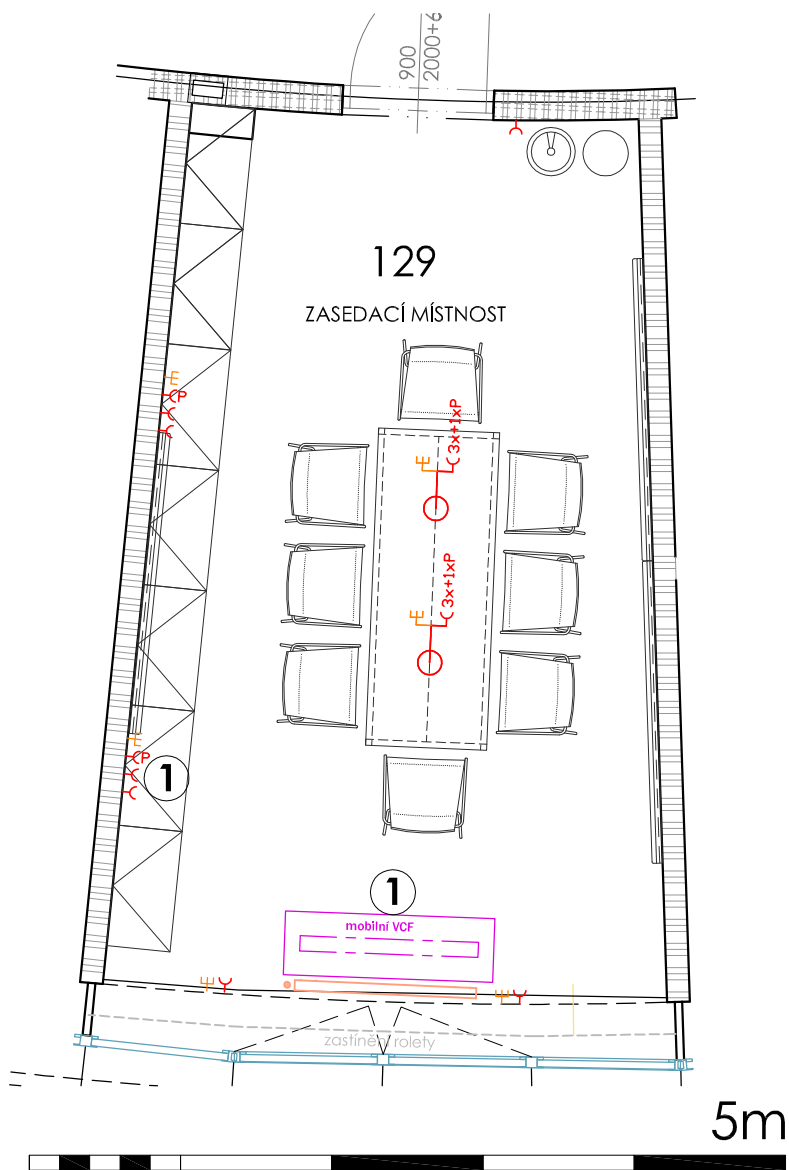 900
2000+6
129
ZASEDACÍ MÍSTNOST
P
3x+1xP
3x+1xP
P
1
1
mobilní VCF
zastínění rolety
5m